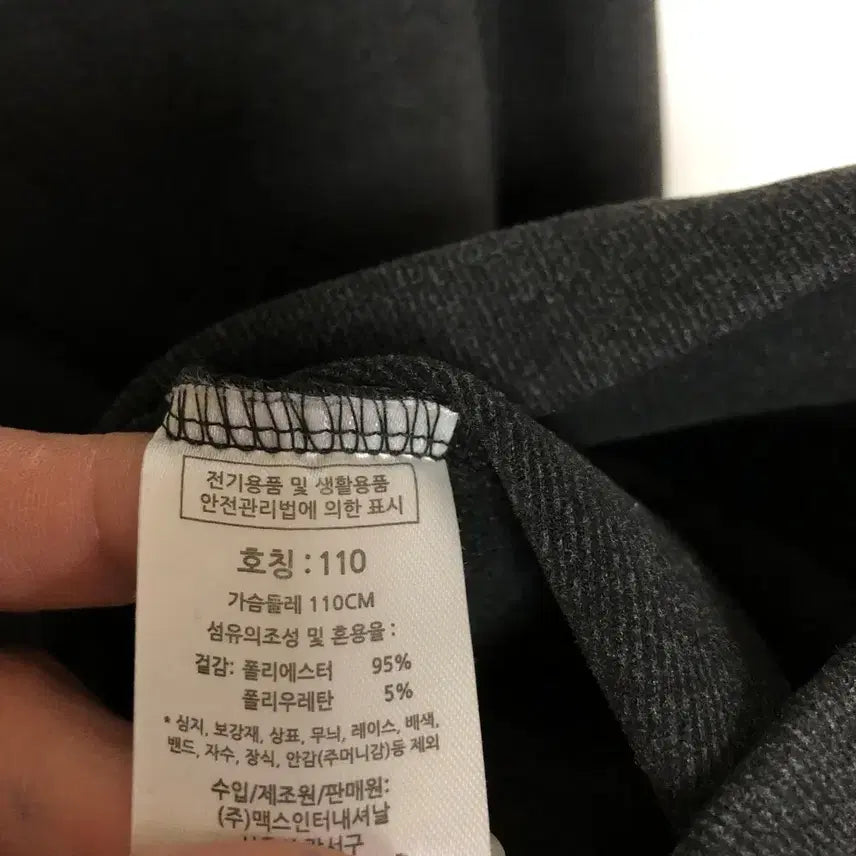 전기용품 및 생활용품
안전관리법에 의한 표시
호칭 : 110
가슴둘레 110CM
섬유의조성 및 혼용율 :
겉감: 폴리에스터 95%
폴리우레탄 5%
* 심지, 보강재, 상표, 무늬, 레이스, 배색,
밴드, 자수, 장식, 안감(주머니감)등 제외
수입/제조원/판매원:
(주)맥스인터내셔날
강서구